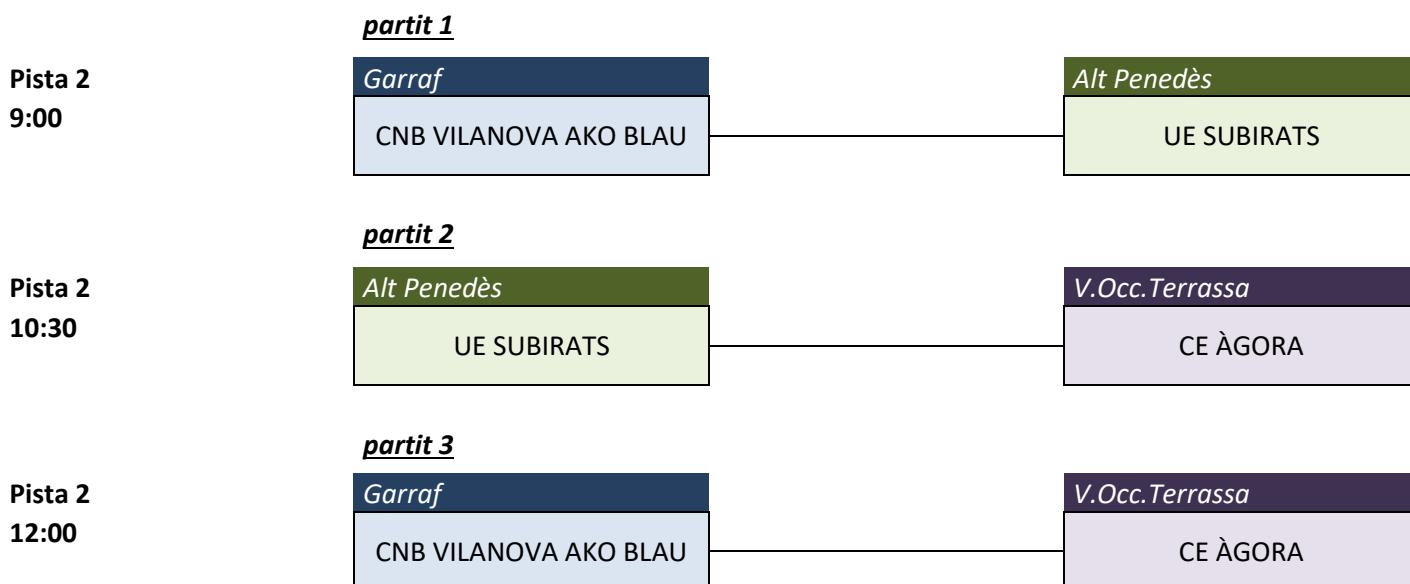 partit 1
Pista 2
9:00
Garraf
Alt Penedès
CNB VILANOVA AKO BLAU
UE SUBIRATS
partit 2
Pista 2
10:30
Alt Penedès
V.Occ.Terrassa
UE SUBIRATS
CE ÀGORA
partit 3
Pista 2
12:00
Garraf
V.Occ.Terrassa
CNB VILANOVA AKO BLAU
CE ÀGORA